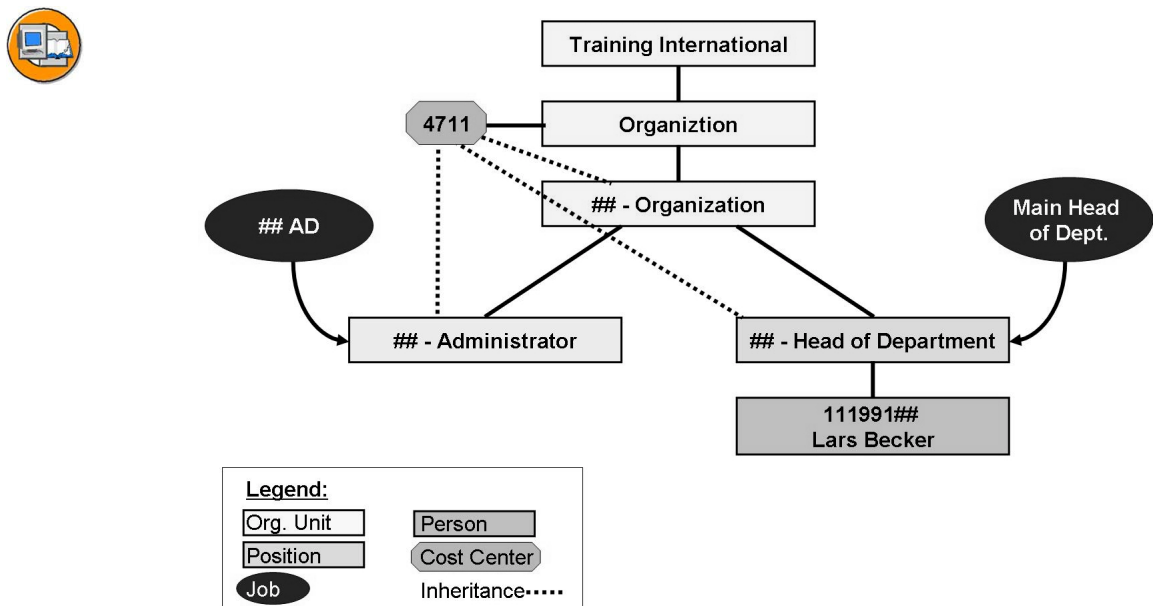 Training International
4711
Organiztion
## - Organization
## AD
Main Head
of Dept.
## - Administrator
## - Head of Department
111991##
Lars Becker
Legend:
Org. Unit
Person
Position
Cost Center
Job
Inheritance